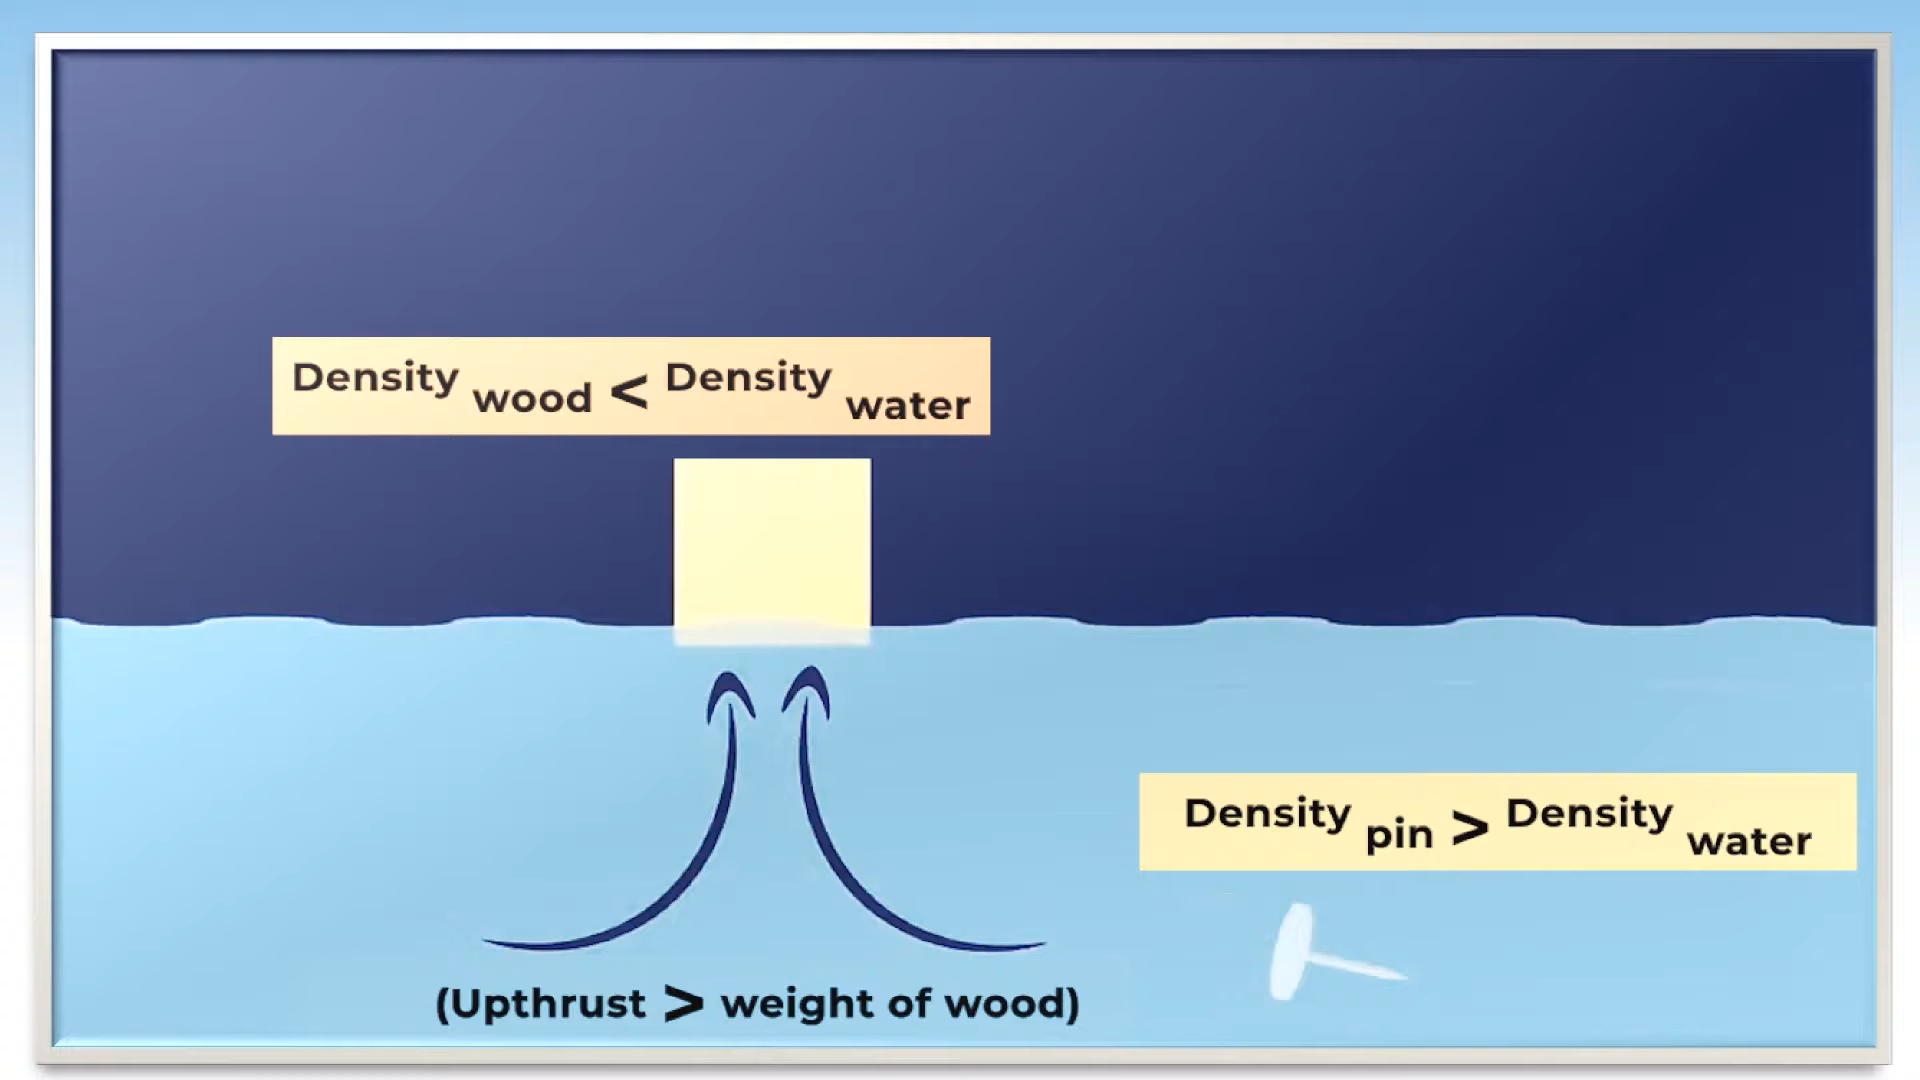 Density wood < Density water
Density pin > Density water
(Upthrust > weight of wood)